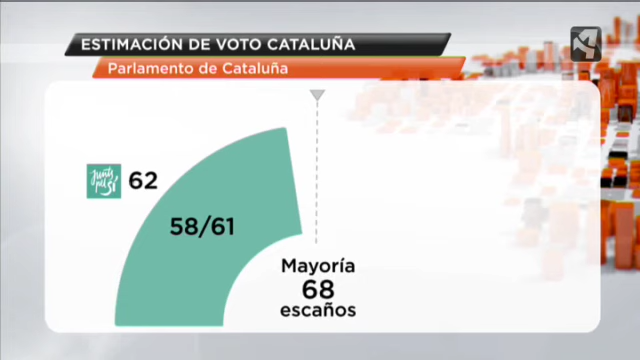 ESTIMACIÓN DE VOTO CATALUÑA
Parlamento de Cataluña
Junts
pel
Sí
62
58/61
Mayoría
68
escaños